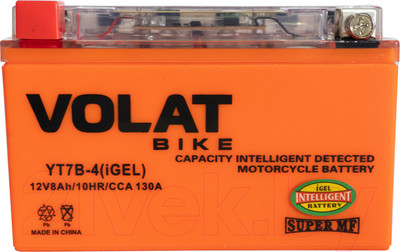 VOLAT
BIKE
YT7B-4(iGEL)
CAPACITY INTELLIGENT DETECTED
MOTORCYCLE BATTERY
12V8Ah/10HR/CCA 130A
iGEL
INTELLIGENT
BATTERY
Pb
Pb
MADE IN CHINA
SUPER MF